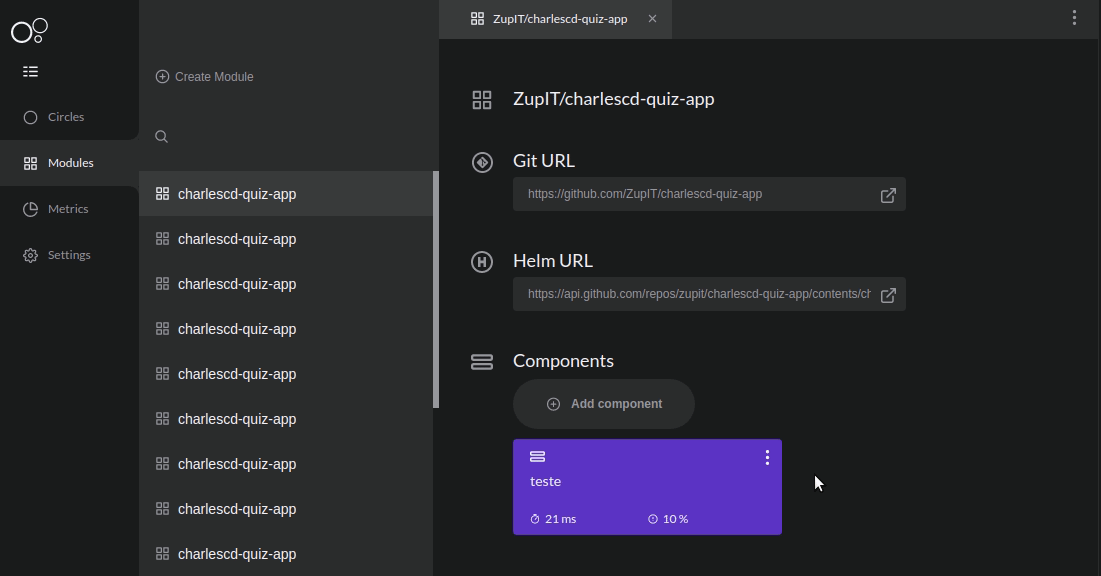 Circles
Modules
Metrics
Settings
Create Module
charlescd-quiz-app
charlescd-quiz-app
charlescd-quiz-app
charlescd-quiz-app
charlescd-quiz-app
charlescd-quiz-app
charlescd-quiz-app
charlescd-quiz-app
charlescd-quiz-app
ZupIT/charlescd-quiz-app
ZupIT/charlescd-quiz-app
Git URL
https://github.com/ZupIT/charlescd-quiz-app
H
Helm URL
https://api.github.com/repos/zupit/charlescd-quiz-app/contents/ch
Components
Add component
teste
21 ms 10 %